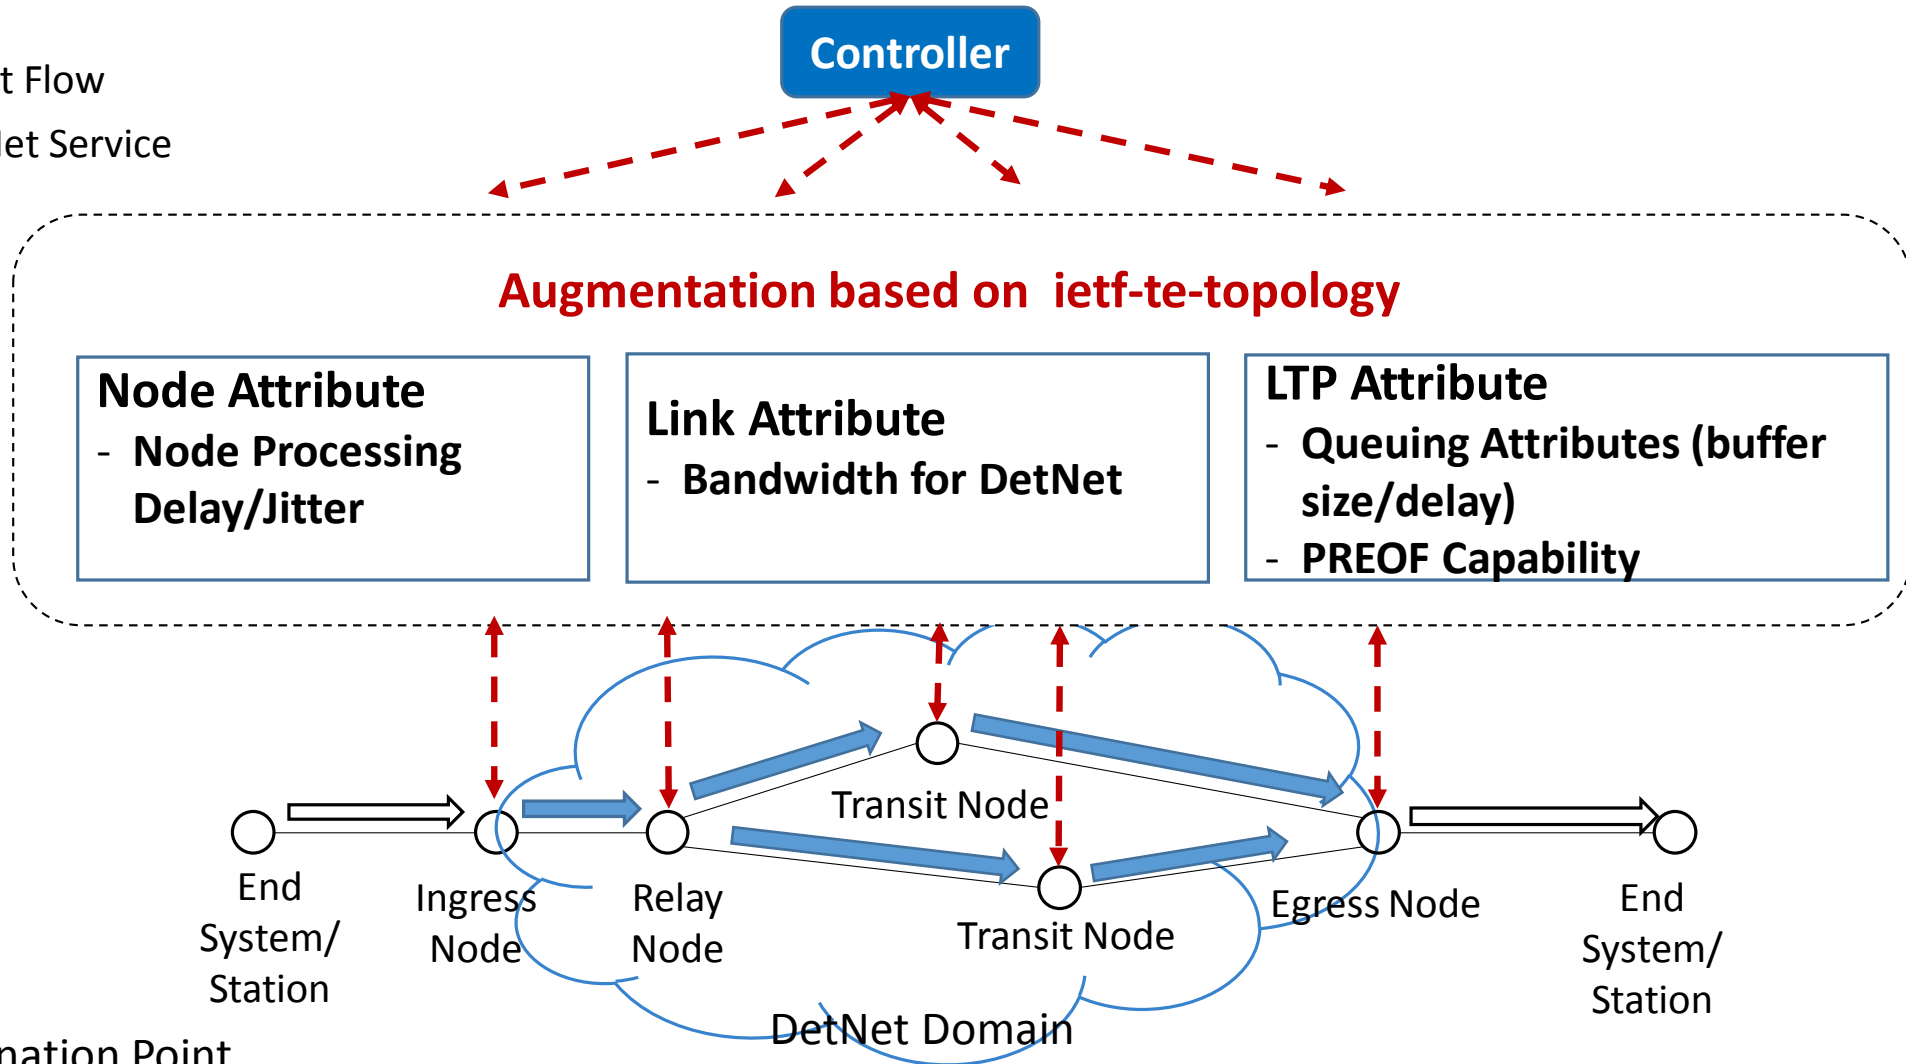 Controller
t Flow
Net Service
Augmentation based on ietf-te-topology
Node Attribute
- Node Processing
Delay/Jitter
Link Attribute
- Bandwidth for DetNet
LTP Attribute
- Queuing Attributes (buffer
size/delay)
- PREOF Capability
Transit Node
End
System/
Station
Ingress
Node
Relay
Node
Transit Node
Egress Node
End
System/
Station
DetNet Domain
nation Point